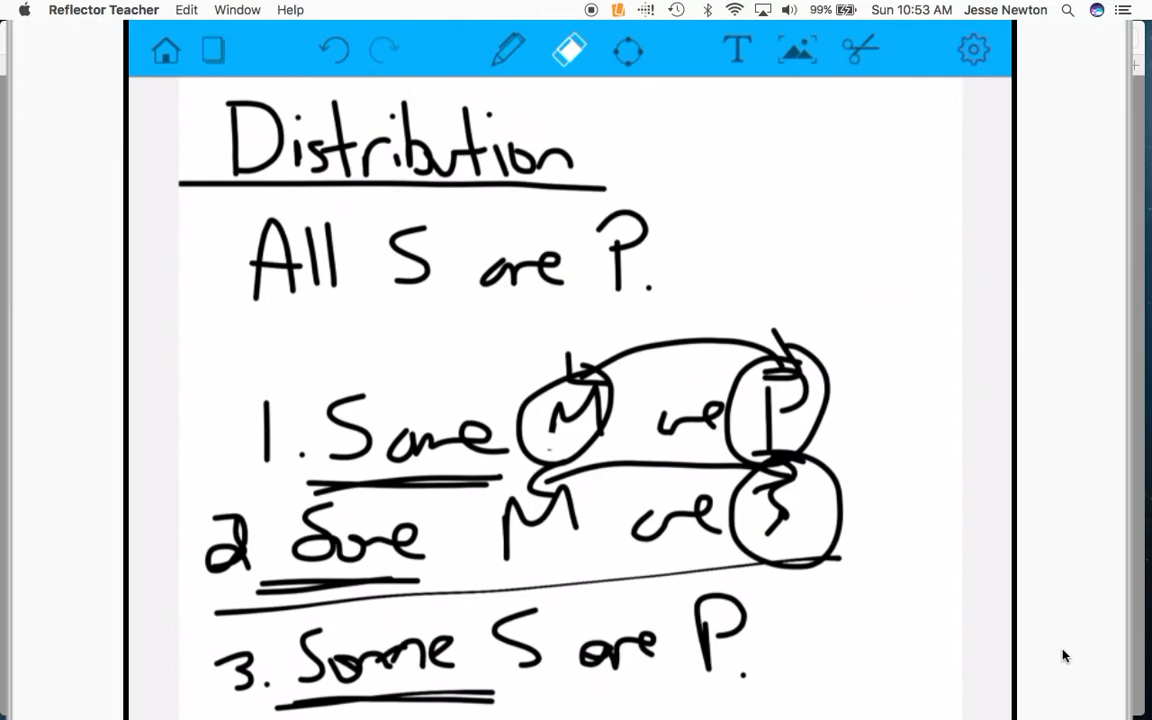 Reflector Teacher Edit Window Help 99% Sun 10:53 AM Jesse Newton
T
Distribution
All S are P.
1. Some M are P
2 Some M are S
3. Some S are P.